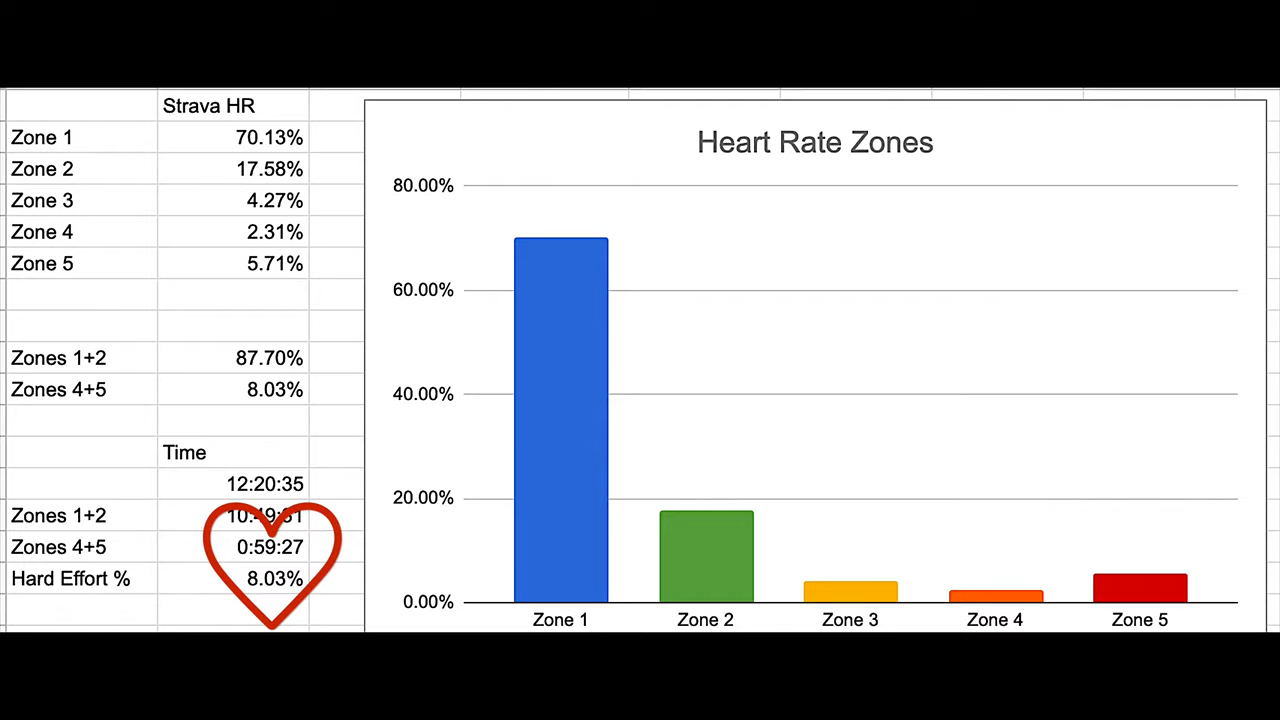 Strava HR
Zone 1 70.13%
Zone 2 17.58%
Zone 3 4.27%
Zone 4 2.31%
Zone 5 5.71%
Zones 1+2 87.70%
Zones 4+5 8.03%
Time
12:20:35
Zones 1+2 10:49:31
Zones 4+5 0:59:27
Hard Effort % 8.03%
Heart Rate Zones
80.00%
60.00%
40.00%
20.00%
0.00%
Zone 1 Zone 2 Zone 3 Zone 4 Zone 5